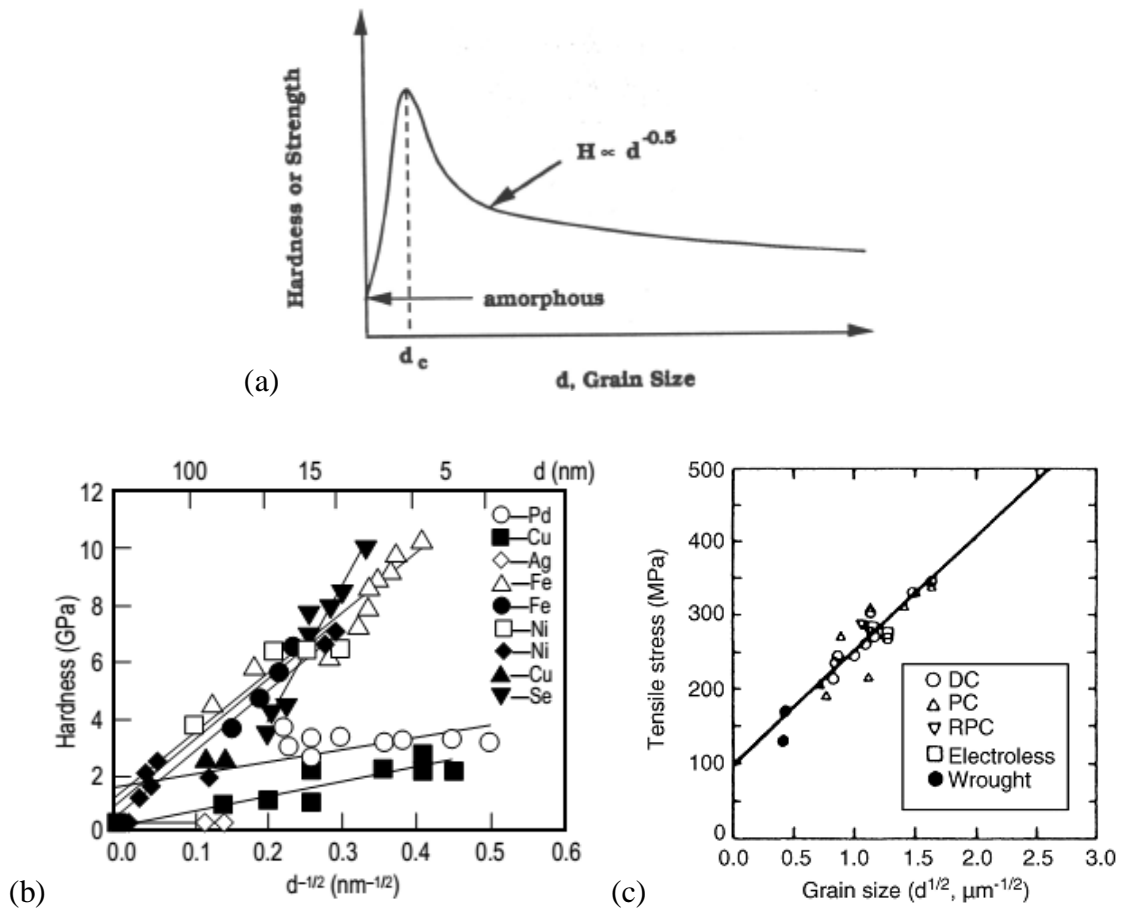 Hardness or Strength
H ∝ d^-0.5
amorphous
d_c
d, Grain Size
(a)
100 15 5 d (nm)
12
10
8
6
4
2
0
Hardness (GPa)
Pd
Cu
Ag
Fe
Fe
Ni
Ni
Cu
Se
0.0 0.1 0.2 0.3 0.4 0.5 0.6
d^-1/2 (nm^-1/2)
(b)
500
400
300
200
100
0
Tensile stress (MPa)
DC
PC
RPC
Electroless
Wrought
0.0 0.5 1.0 1.5 2.0 2.5 3.0
Grain size (d^1/2, µm^-1/2)
(c)